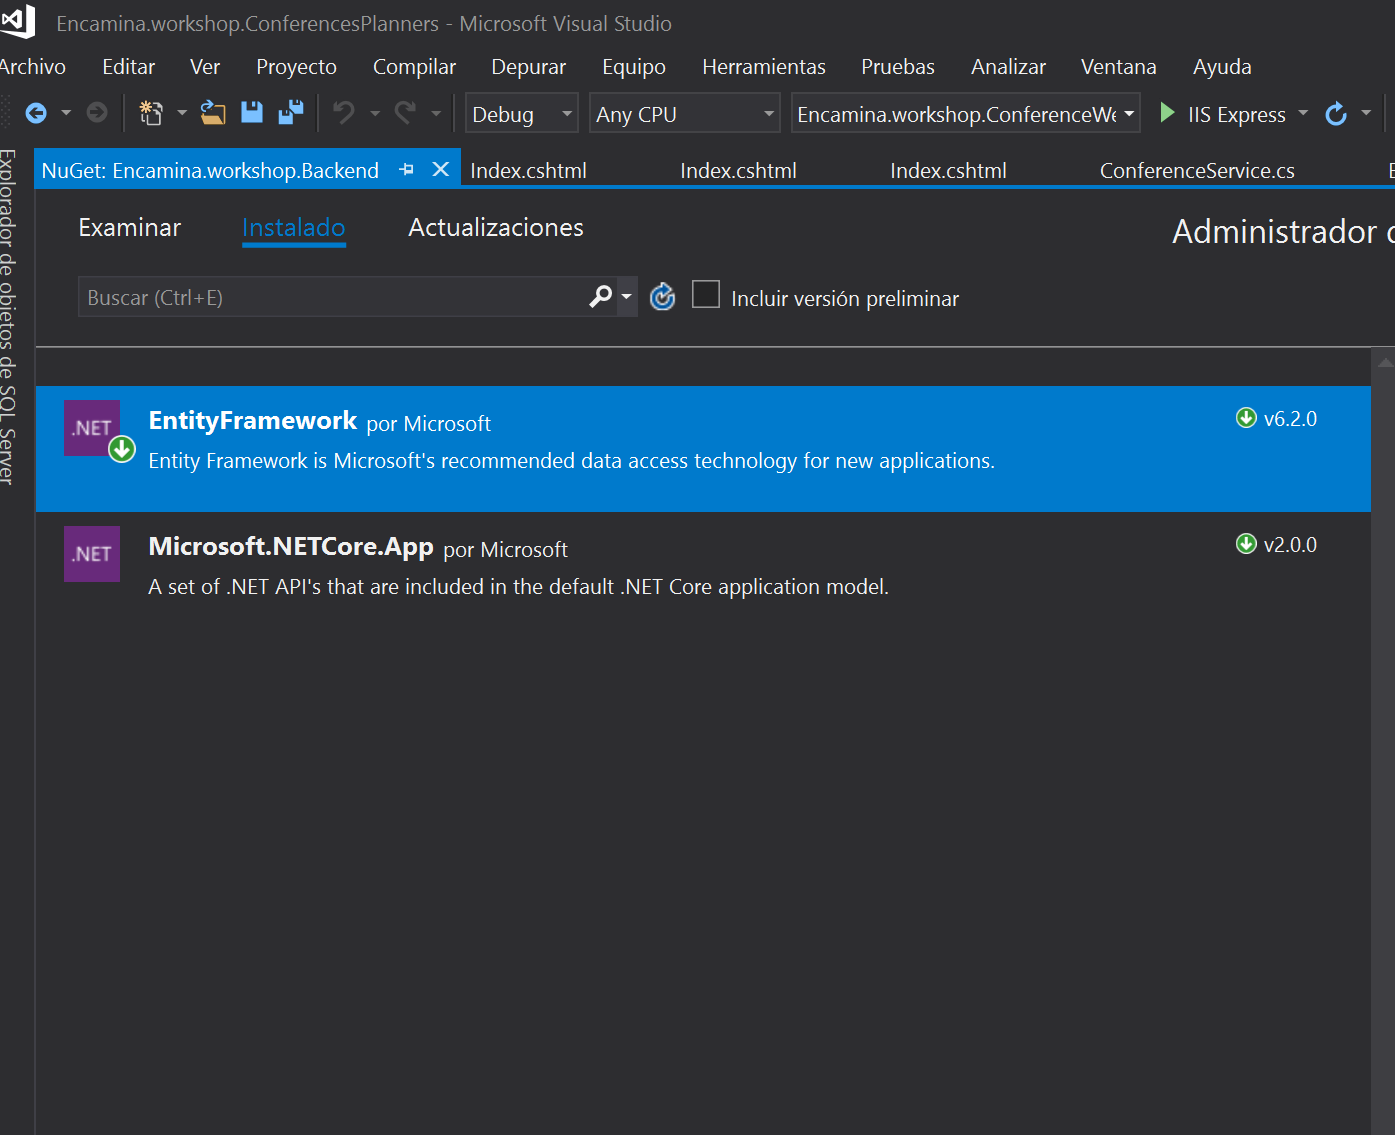 Encamina.workshop.ConferencesPlanners - Microsoft Visual Studio
Archivo Editar Ver Proyecto Compilar Depurar Equipo Herramientas Pruebas Analizar Ventana Ayuda
Debug Any CPU Encamina.workshop.ConferenceWe IIS Express
Explorador de objetos de SQL Server
NuGet: Encamina.workshop.Backend Index.cshtml Index.cshtml Index.cshtml ConferenceService.cs
Examinar Instalado Actualizaciones Administrador d
Buscar (Ctrl+E) Incluir versión preliminar
.NET EntityFramework por Microsoft v6.2.0
Entity Framework is Microsoft's recommended data access technology for new applications.
.NET Microsoft.NETCore.App por Microsoft v2.0.0
A set of .NET API's that are included in the default .NET Core application model.